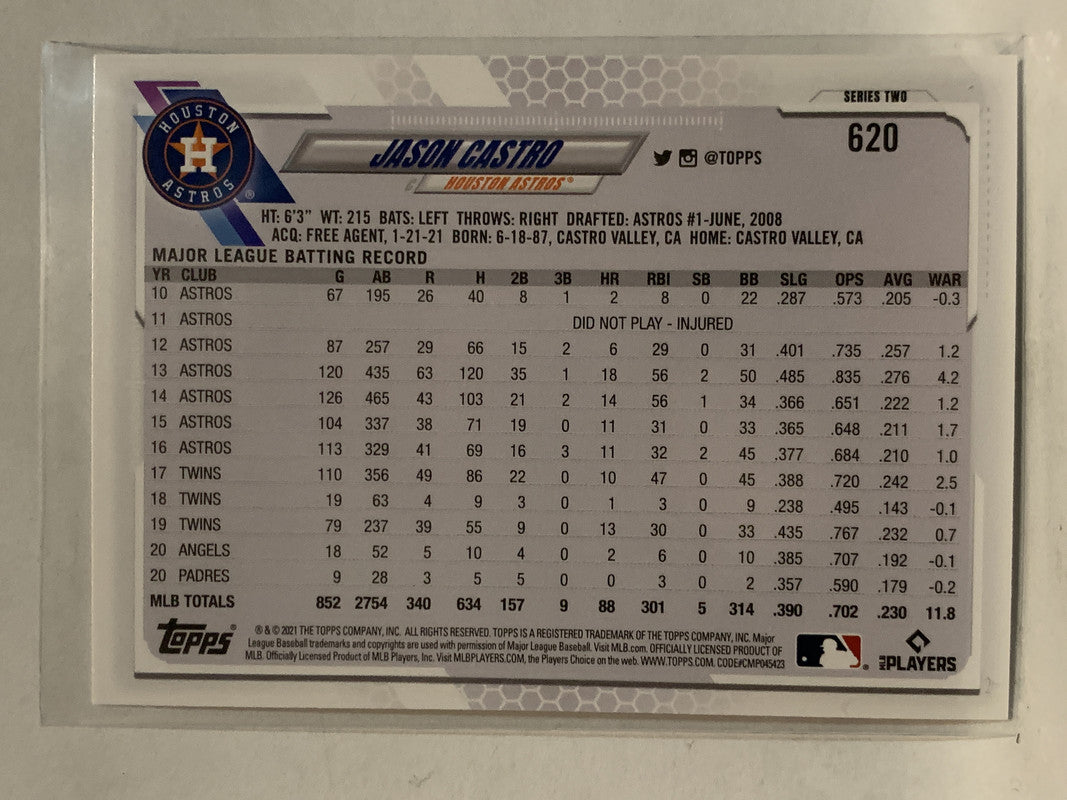 SERIES TWO
620
HOUSTON
H
ASTROS
®
JASON CASTRO
@TOPPS
C HOUSTON ASTROS®
HT: 6'3" WT: 215 BATS: LEFT THROWS: RIGHT DRAFTED: ASTROS #1-JUNE, 2008
ACQ: FREE AGENT, 1-21-21 BORN: 6-18-87, CASTRO VALLEY, CA HOME: CASTRO VALLEY, CA
MAJOR LEAGUE BATTING RECORD
YR CLUB G AB R H 2B 3B HR RBI SB BB SLG OPS AVG WAR
10 ASTROS 67 195 26 40 8 1 2 8 0 22 .287 .573 .205 -0.3
11 ASTROS DID NOT PLAY - INJURED
12 ASTROS 87 257 29 66 15 2 6 29 0 31 .401 .735 .257 1.2
13 ASTROS 120 435 63 120 35 1 18 56 2 50 .485 .835 .276 4.2
14 ASTROS 126 465 43 103 21 2 14 56 1 34 .366 .651 .222 1.2
15 ASTROS 104 337 38 71 19 0 11 31 0 33 .365 .648 .211 1.7
16 ASTROS 113 329 41 69 16 3 11 32 2 45 .377 .684 .210 1.0
17 TWINS 110 356 49 86 22 0 10 47 0 45 .388 .720 .242 2.5
18 TWINS 19 63 4 9 3 0 1 3 0 9 .238 .495 .143 -0.1
19 TWINS 79 237 39 55 9 0 13 30 0 33 .435 .767 .232 0.7
20 ANGELS 18 52 5 10 4 0 2 6 0 10 .385 .707 .192 -0.1
20 PADRES 9 28 3 5 5 0 0 3 0 2 .357 .590 .179 -0.2
MLB TOTALS 852 2754 340 634 157 9 88 301 5 314 .390 .702 .230 11.8
topps®
® & © 2021 THE TOPPS COMPANY, INC. ALL RIGHTS RESERVED. TOPPS IS A REGISTERED TRADEMARK OF THE TOPPS COMPANY, INC. Major
League Baseball trademarks and copyrights are used with permission of Major League Baseball. Visit MLB.com. OFFICIALLY LICENSED PRODUCT OF
MLB. Officially Licensed Product of MLB Players, Inc. Visit MLBPLAYERS.COM, the Players Choice on the web. WWW.TOPPS.COM. CODE#CMP045423
®
MLB PLAYERS